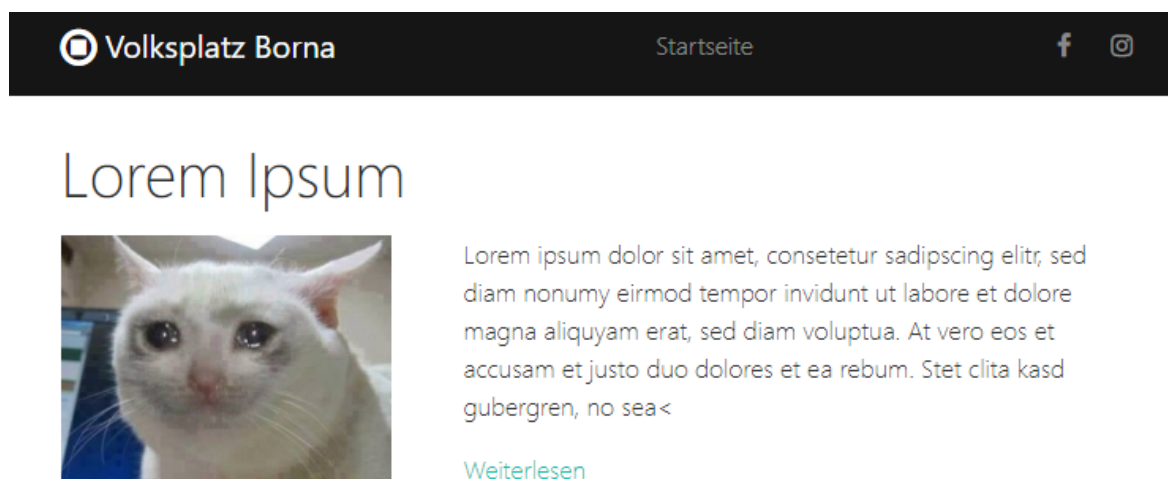 Volksplatz Borna
Startseite
Lorem Ipsum
Lorem ipsum dolor sit amet, consetetur sadipscing elitr, sed
diam nonumy eirmod tempor invidunt ut labore et dolore
magna aliquyam erat, sed diam voluptua. At vero eos et
accusam et justo duo dolores et ea rebum. Stet clita kasd
gubergren, no sea<
Weiterlesen